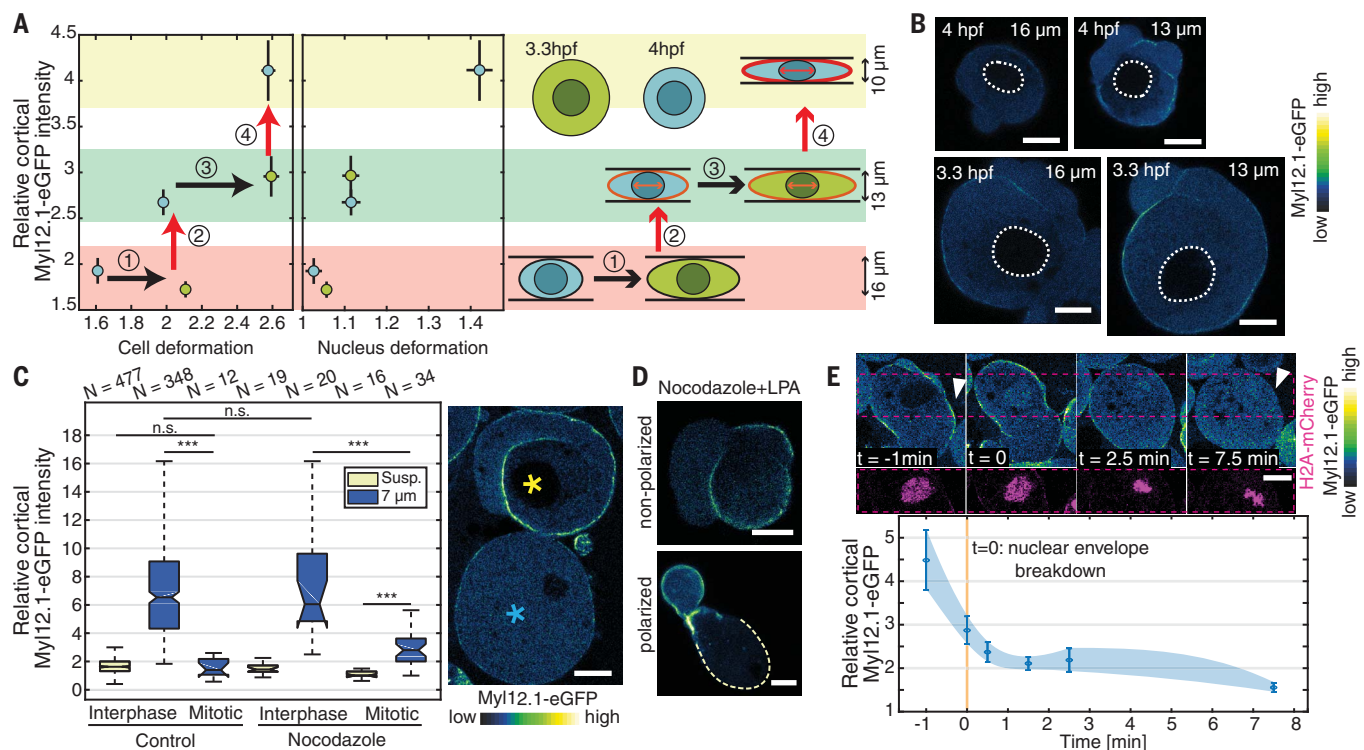 A
Relative cortical
Myl12.1-eGFP intensity
4.5
4
3.5
3
2.5
2
1.5
1.6 1.8 2 2.2 2.4 2.6
Cell deformation
1 1.1 1.2 1.3 1.4
Nucleus deformation
① ② ③ ④
3.3hpf 4hpf
④
10 µm
③
13 µm
②
①
16 µm
B
4 hpf 16 µm
4 hpf 13 µm
3.3 hpf 16 µm
3.3 hpf 13 µm
Myl12.1-eGFP
low high
C
N = 477 N = 348 N = 12 N = 19 N = 20 N = 16 N = 34
n.s.
n.s.
***
***
***
Susp.
7 µm
Relative cortical
Myl12.1-eGFP intensity
18
16
14
12
10
8
6
4
2
0
Interphase Mitotic Interphase Mitotic
Control Nocodazole
*
*
Myl12.1-eGFP
low high
D
Nocodazole+LPA
non-polarized
polarized
E
t = -1min t = 0 t = 2.5 min t = 7.5 min
H2A-mCherry
Myl12.1-eGFP
low high
t=0: nuclear envelope
breakdown
Relative cortical
Myl12.1-eGFP
5
4
3
2
1
-1 0 1 2 3 4 5 6 7 8
Time [min]